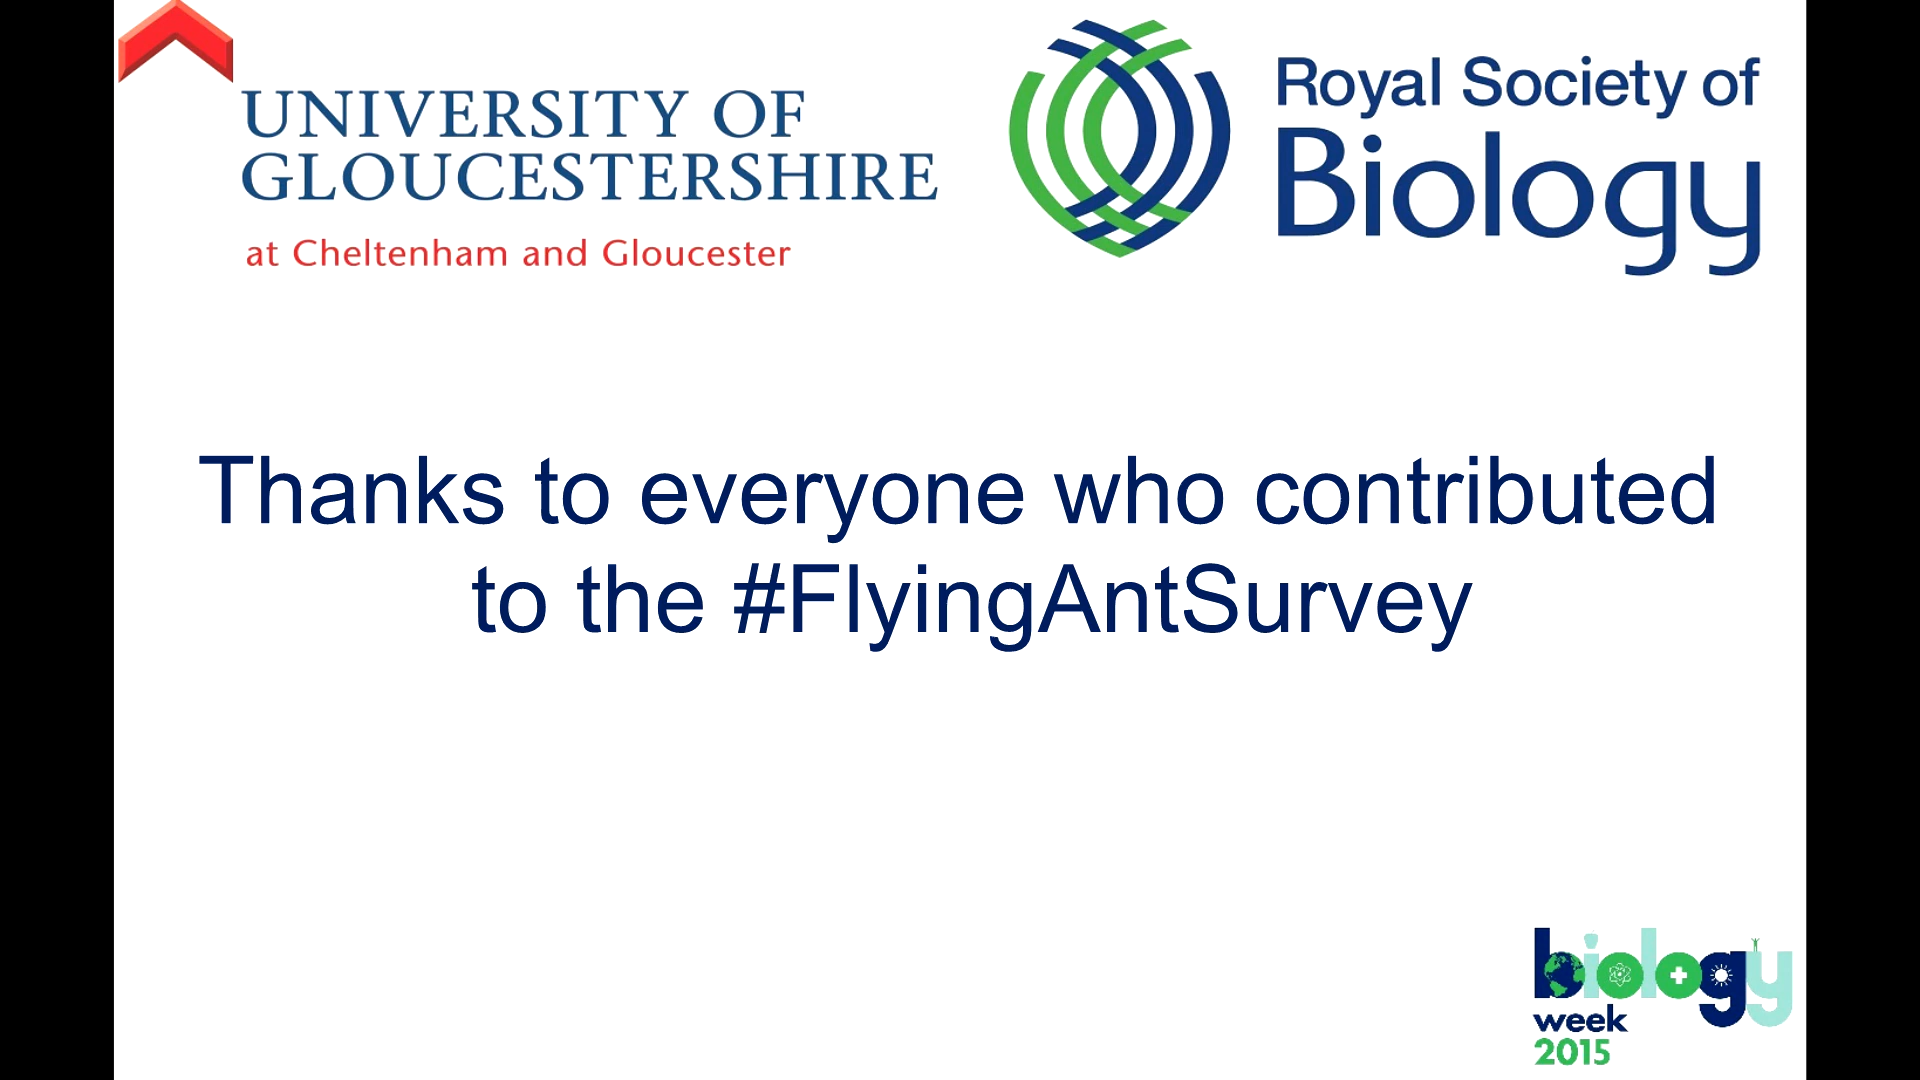 UNIVERSITY OF
GLOUCESTERSHIRE
at Cheltenham and Gloucester
Royal Society of
Biology
Thanks to everyone who contributed
to the #FlyingAntSurvey
biology
week
2015